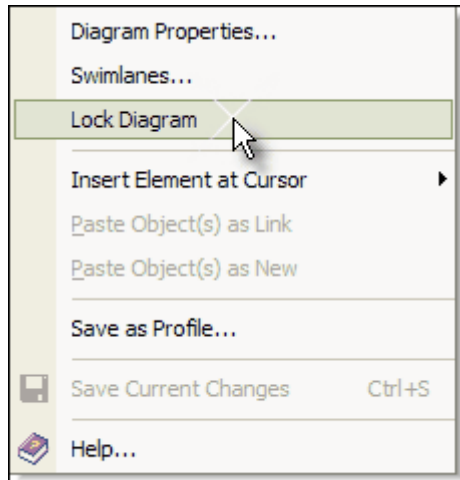 Diagram Properties...
Swimlanes...
Lock Diagram
Insert Element at Cursor
Paste Object(s) as Link
Paste Object(s) as New
Save as Profile...
Save Current Changes Ctrl+S
Help...